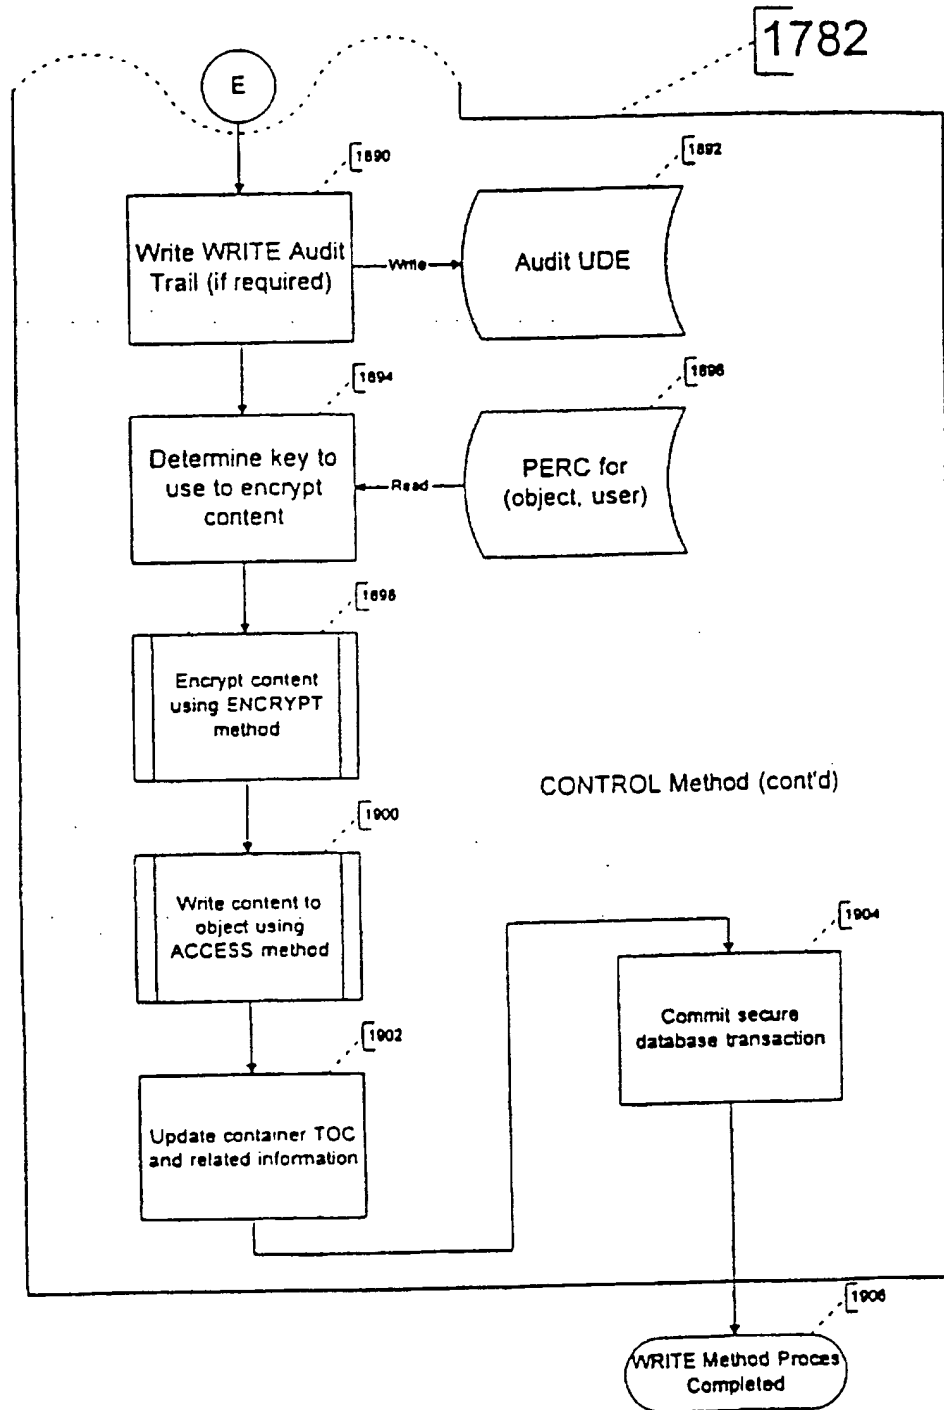 1782
E
1890
Write WRITE Audit
Trail (if required)
Write
1892
Audit UDE
1894
Determine key to
use to encrypt
content
Read
1896
PERC for
(object, user)
1898
Encrypt content
using ENCRYPT
method
CONTROL Method (cont'd)
1900
Write content to
object using
ACCESS method
1902
Update container TOC
and related information
1904
Commit secure
database transaction
1906
WRITE Method Proces
Completed